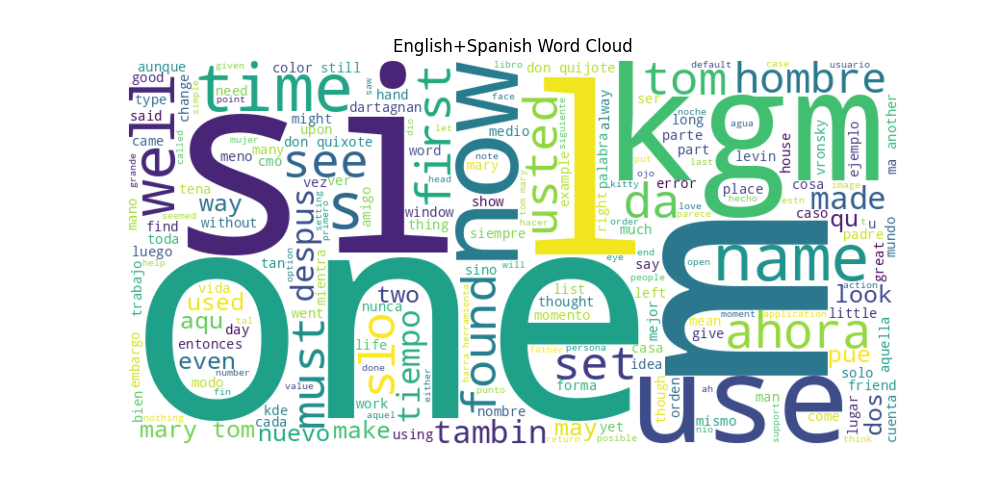 English+Spanish Word Cloud
aunque given color still saw libro don quijote default case usuario
good need hand face tom hombre
type change simple time point dartagnan first now kgm
said well might let usted siguiente ser noche agua long another
came called upon dio medio alway parte
mujer many don quixote word note palabra part last levin house vronsky ejemplo
grande meno cmo see si mary example put ma
tena vez ver amigo head tom mary kitty ojo error place cosa image
mano way s window show right da hecho love made
seemed primero setting thing hacer order parece caso qu t u
find without siempre much padre
toda l
luego tan sino will eye end say name open great mundo
help option mientra despus people action
trabajo vida went nunca two found thought list left mejor m mean look
used tiempo barra herramienta momento moment application
aqu day tal slo one give little
entonces life father persona casa ahora aquella
even number done either set idea pue
modo must punto forma though orden ah solo
fin value work man friend
bien embargo kde aquel nombre mismo use come lugar dos cuenta
nothing cada may yet nio support
mary tom nuevo make using tambin return posible think
estn